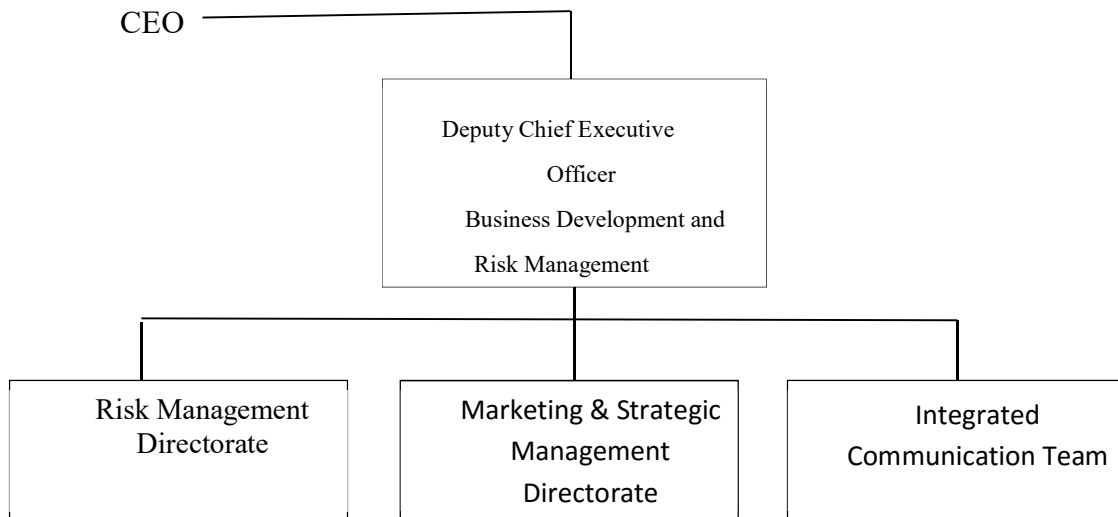 CEO
Deputy Chief Executive
Officer
Business Development and
Risk Management
Risk Management
Directorate
Marketing & Strategic
Management
Directorate
Integrated
Communication Team